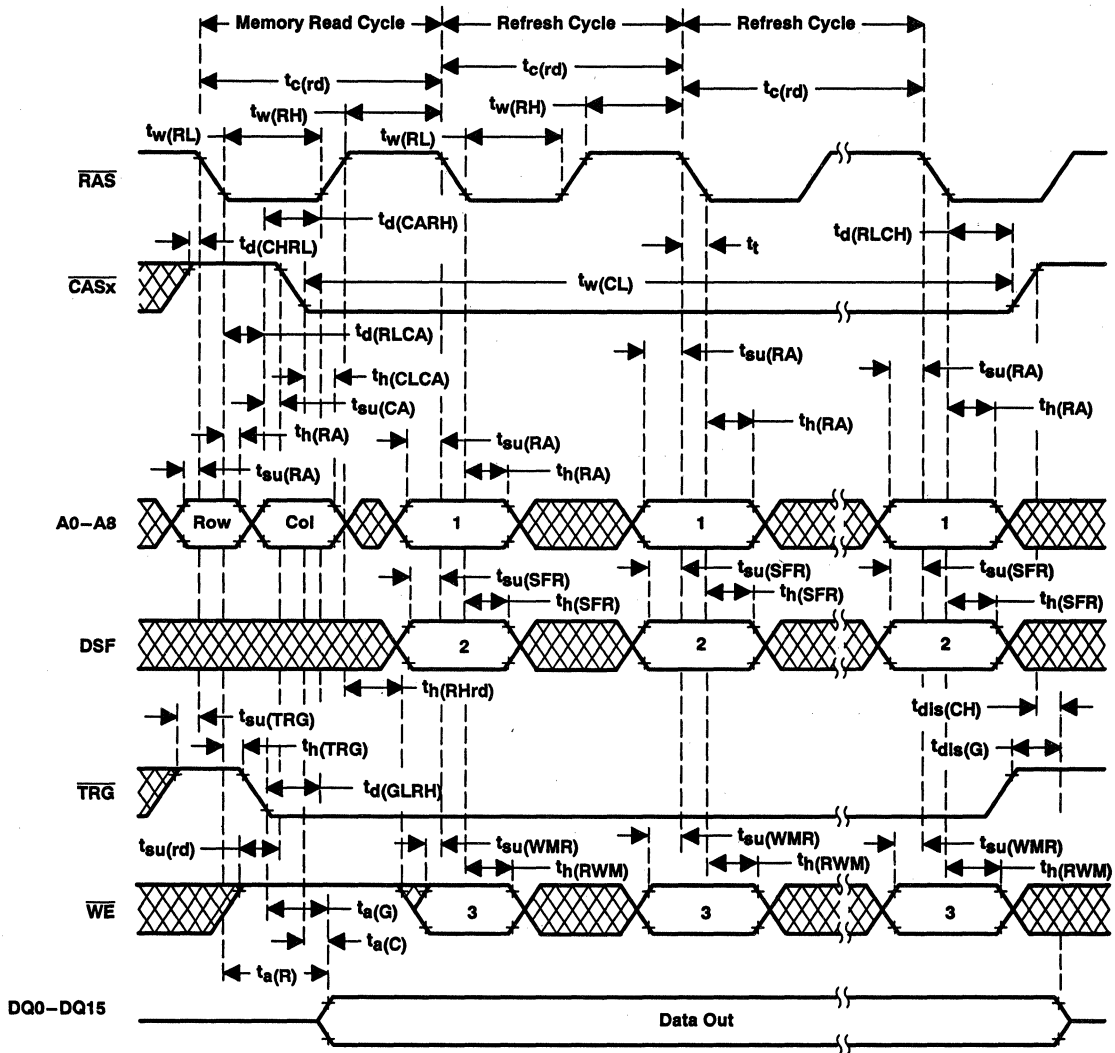 Memory Read Cycle Refresh Cycle Refresh Cycle
tc(rd) tc(rd) tc(rd)
tw(RH) tw(RH)
tw(RL) tw(RL)
RAS
td(CARH)
td(CHRL) tt td(RLCH)
CASx tw(CL)
td(RLCA)
th(CLCA) tsu(RA) tsu(RA)
tsu(CA)
th(RA) tsu(RA) th(RA) th(RA)
tsu(RA) th(RA)
A0–A8 Row Col 1 1 1
tsu(SFR) tsu(SFR) tsu(SFR)
th(SFR) th(SFR) th(SFR)
DSF 2 2 2
th(RHrd)
tsu(TRG) tdis(CH)
th(TRG) tdis(G)
TRG td(GLRH)
tsu(rd) tsu(WMR) tsu(WMR) tsu(WMR)
th(RWM) th(RWM) th(RWM)
WE 3 3 3
ta(G)
ta(C)
ta(R)
DQ0–DQ15 Data Out